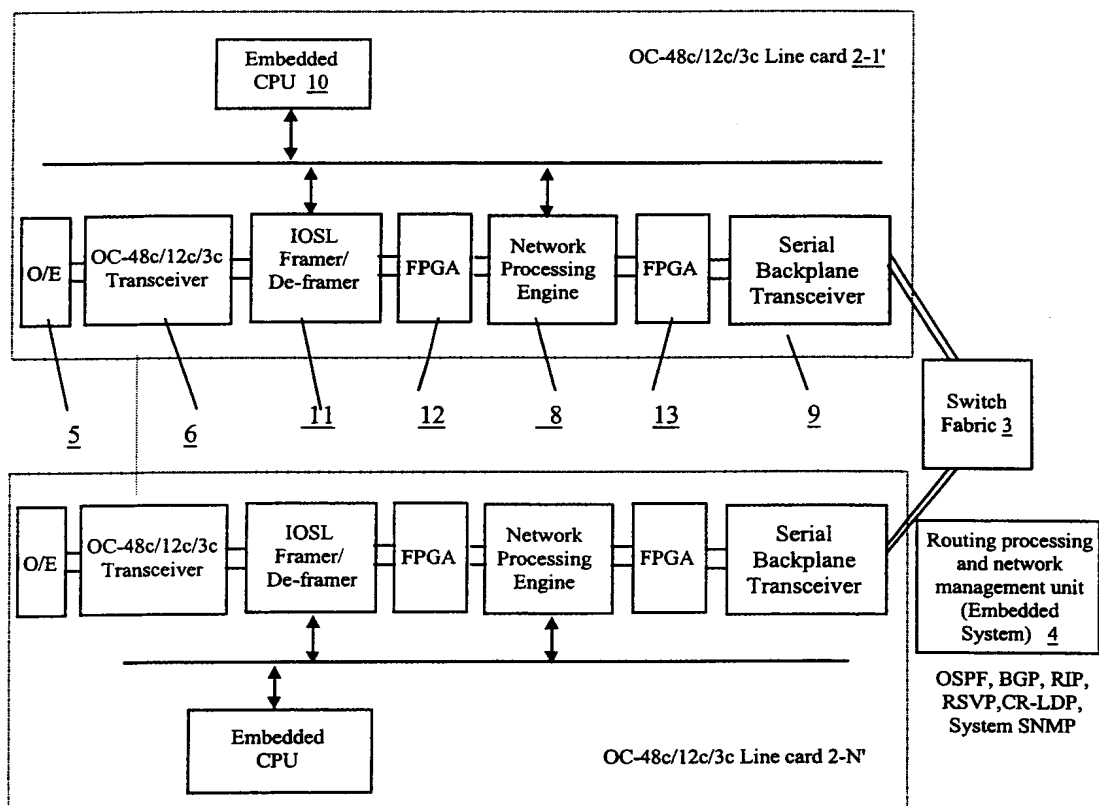 Embedded
CPU 10
OC-48c/12c/3c Line card 2-1'
O/E
OC-48c/12c/3c
Transceiver
IOSL
Framer/
De-framer
FPGA
Network
Processing
Engine
FPGA
Serial
Backplane
Transceiver
5
6
11
12
8
13
9
Switch
Fabric 3
O/E
OC-48c/12c/3c
Transceiver
IOSL
Framer/
De-framer
FPGA
Network
Processing
Engine
FPGA
Serial
Backplane
Transceiver
Routing processing
and network
management unit
(Embedded
System) 4
OSPF, BGP, RIP,
RSVP,CR-LDP,
System SNMP
Embedded
CPU
OC-48c/12c/3c Line card 2-N'